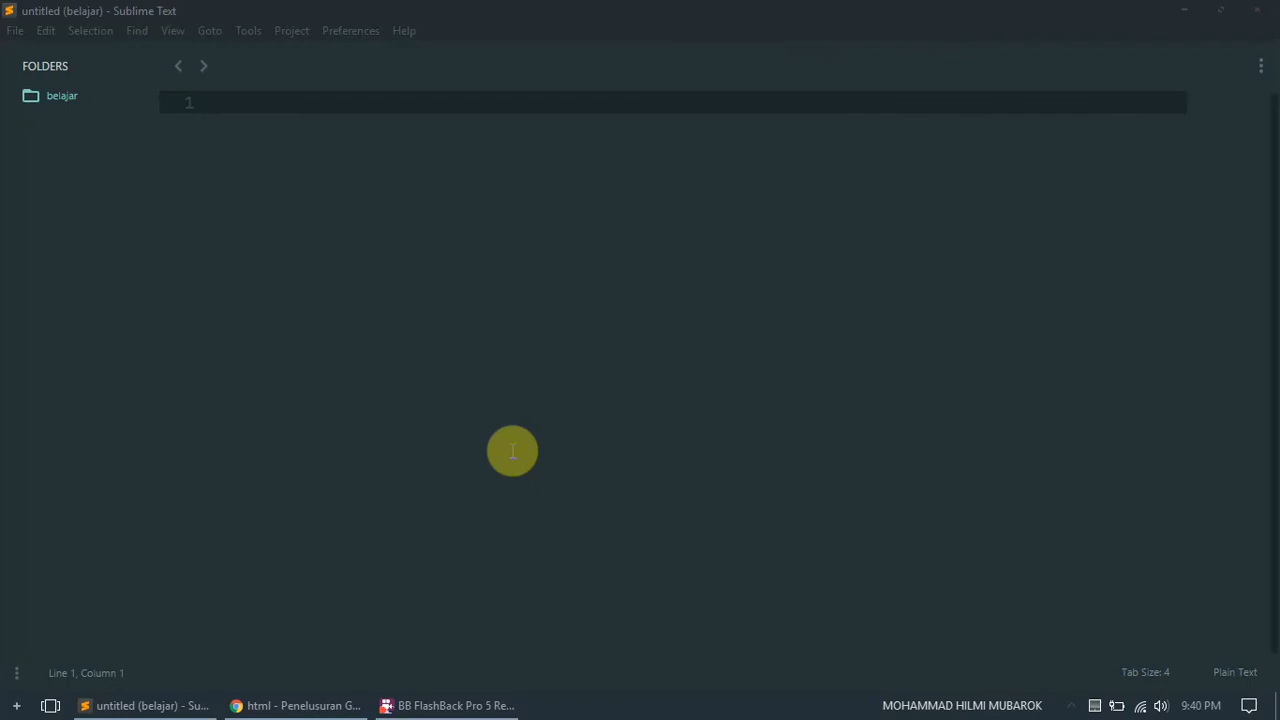 untitled (belajar) - Sublime Text
File Edit Selection Find View Goto Tools Project Preferences Help
FOLDERS
belajar
1
Line 1, Column 1
Tab Size: 4
Plain Text
untitled (belajar) - Su...
html - Penelusuran G...
BB FlashBack Pro 5 Re...
MOHAMMAD HILMI MUBAROK
9:40 PM